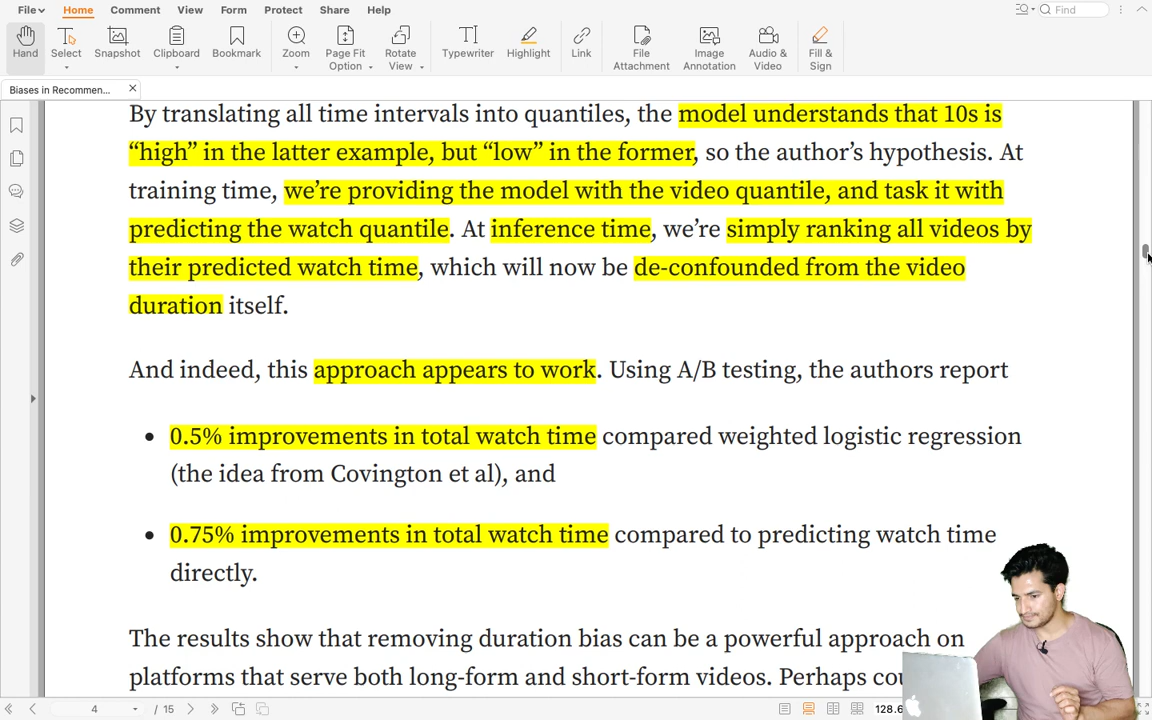 File Home Comment View Form Protect Share Help Find
Hand Select Snapshot Clipboard Bookmark Zoom Page Fit Option Rotate View Typewriter Highlight Link File Attachment Image Annotation Audio & Video Fill & Sign
Biases in Recommen...
By translating all time intervals into quantiles, the model understands that 10s is
“high” in the latter example, but “low” in the former, so the author’s hypothesis. At
training time, we’re providing the model with the video quantile, and task it with
predicting the watch quantile. At inference time, we’re simply ranking all videos by
their predicted watch time, which will now be de-confounded from the video
duration itself.
And indeed, this approach appears to work. Using A/B testing, the authors report
• 0.5% improvements in total watch time compared weighted logistic regression
(the idea from Covington et al), and
• 0.75% improvements in total watch time compared to predicting watch time
directly.
The results show that removing duration bias can be a powerful approach on
platforms that serve both long-form and short-form videos. Perhaps
4 / 15 128.6